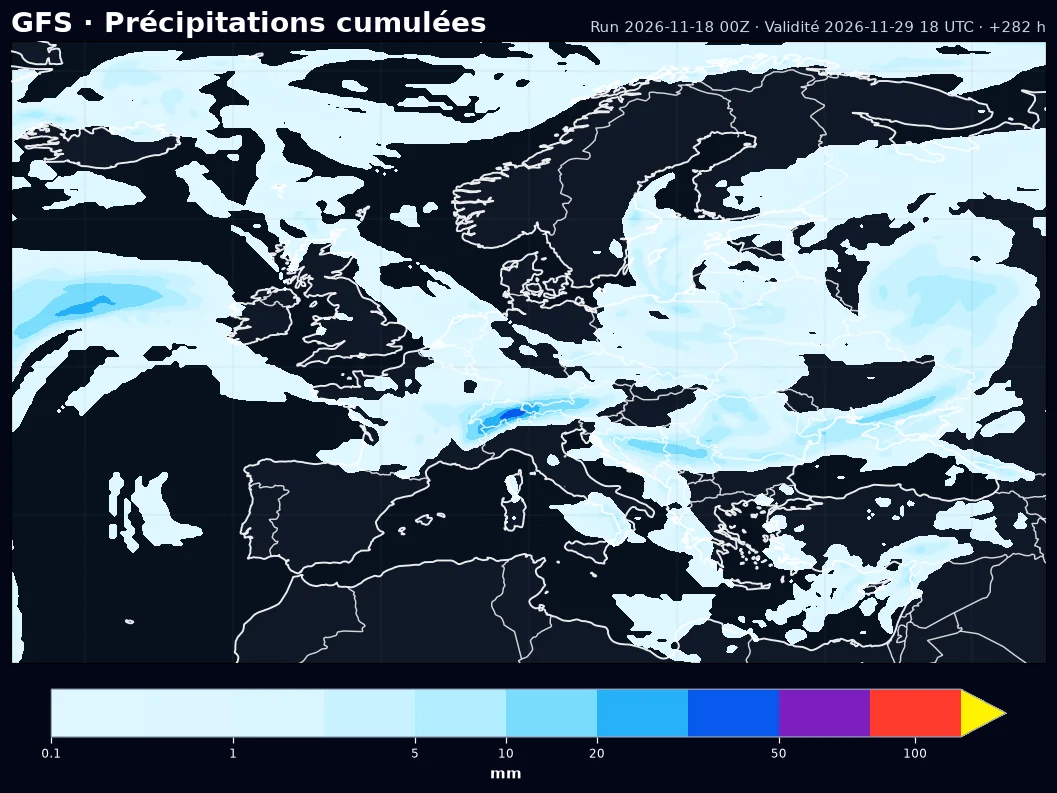 GFS · Précipitations cumulées
Run 2026-11-18 00Z · Validité 2026-11-29 18 UTC · +282 h
0.1 1 5 10 20 50 100
mm